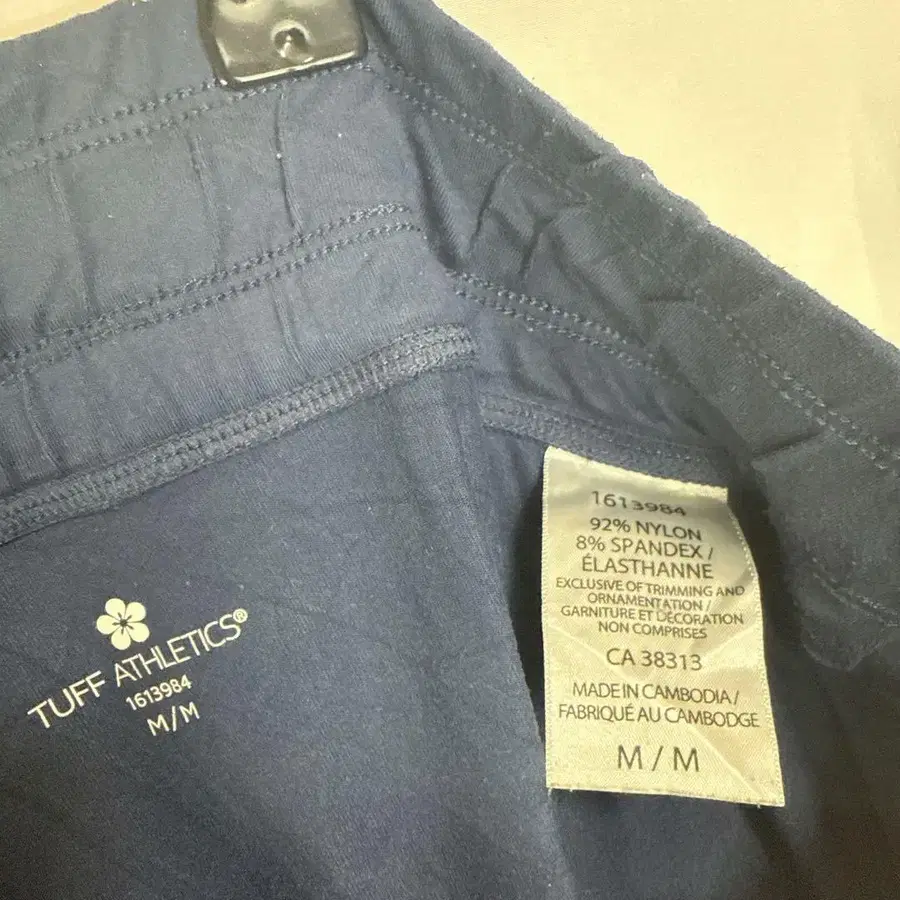 TUFF ATHLETICS®
1613984
M/M
1613984
92% NYLON
8% SPANDEX /
ÉLASTHANNE
EXCLUSIVE OF TRIMMING AND
ORNAMENTATION /
GARNITURE ET DÉCORATION
NON COMPRISES
CA 38313
MADE IN CAMBODIA /
FABRIQUÉ AU CAMBODGE
M / M